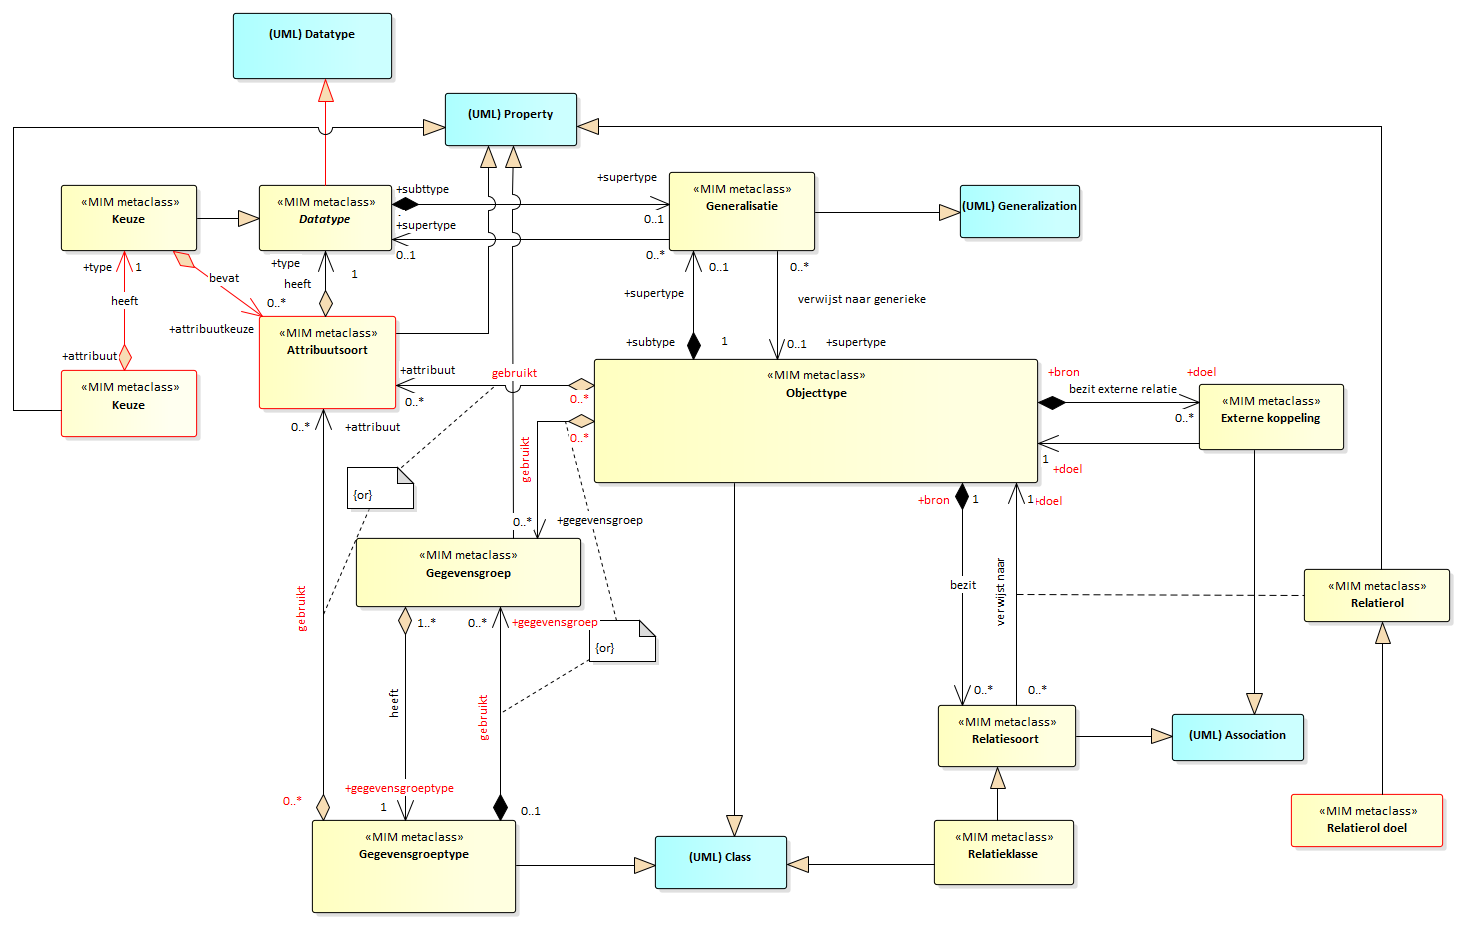 (UML) Datatype
(UML) Property
«MIM metaclass»
Keuze
«MIM metaclass»
Datatype
+subttype
+supertype
0..1
+supertype
0..1
0..*
«MIM metaclass»
Generalisatie
(UML) Generalization
+type
1
heeft
+attribuut
bevat
0..*
+attribuutkeuze
+type
1
heeft
+supertype
0..1
0..*
verwijst naar generieke
+subtype
1
0..1
+supertype
«MIM metaclass»
Keuze
«MIM metaclass»
Attribuutsoort
+attribuut
0..*
gebruikt
0..*
«MIM metaclass»
Objecttype
+bron
+doel
bezit externe relatie
0..*
1
+doel
«MIM metaclass»
Externe koppeling
0..*
+attribuut
0..*
gebruikt
{or}
0..*
+gegevensgroep
+bron
1
1
+doel
«MIM metaclass»
Gegevensgroep
bezit
verwijst naar
«MIM metaclass»
Relatierol
gebruikt
1..*
0..*
+gegevensgroep
{or}
heeft
gebruikt
0..*
0..*
«MIM metaclass»
Relatiesoort
(UML) Association
+gegevensgroeptype
0..*
1
0..1
«MIM metaclass»
Gegevensgroeptype
(UML) Class
«MIM metaclass»
Relatieklasse
«MIM metaclass»
Relatierol doel